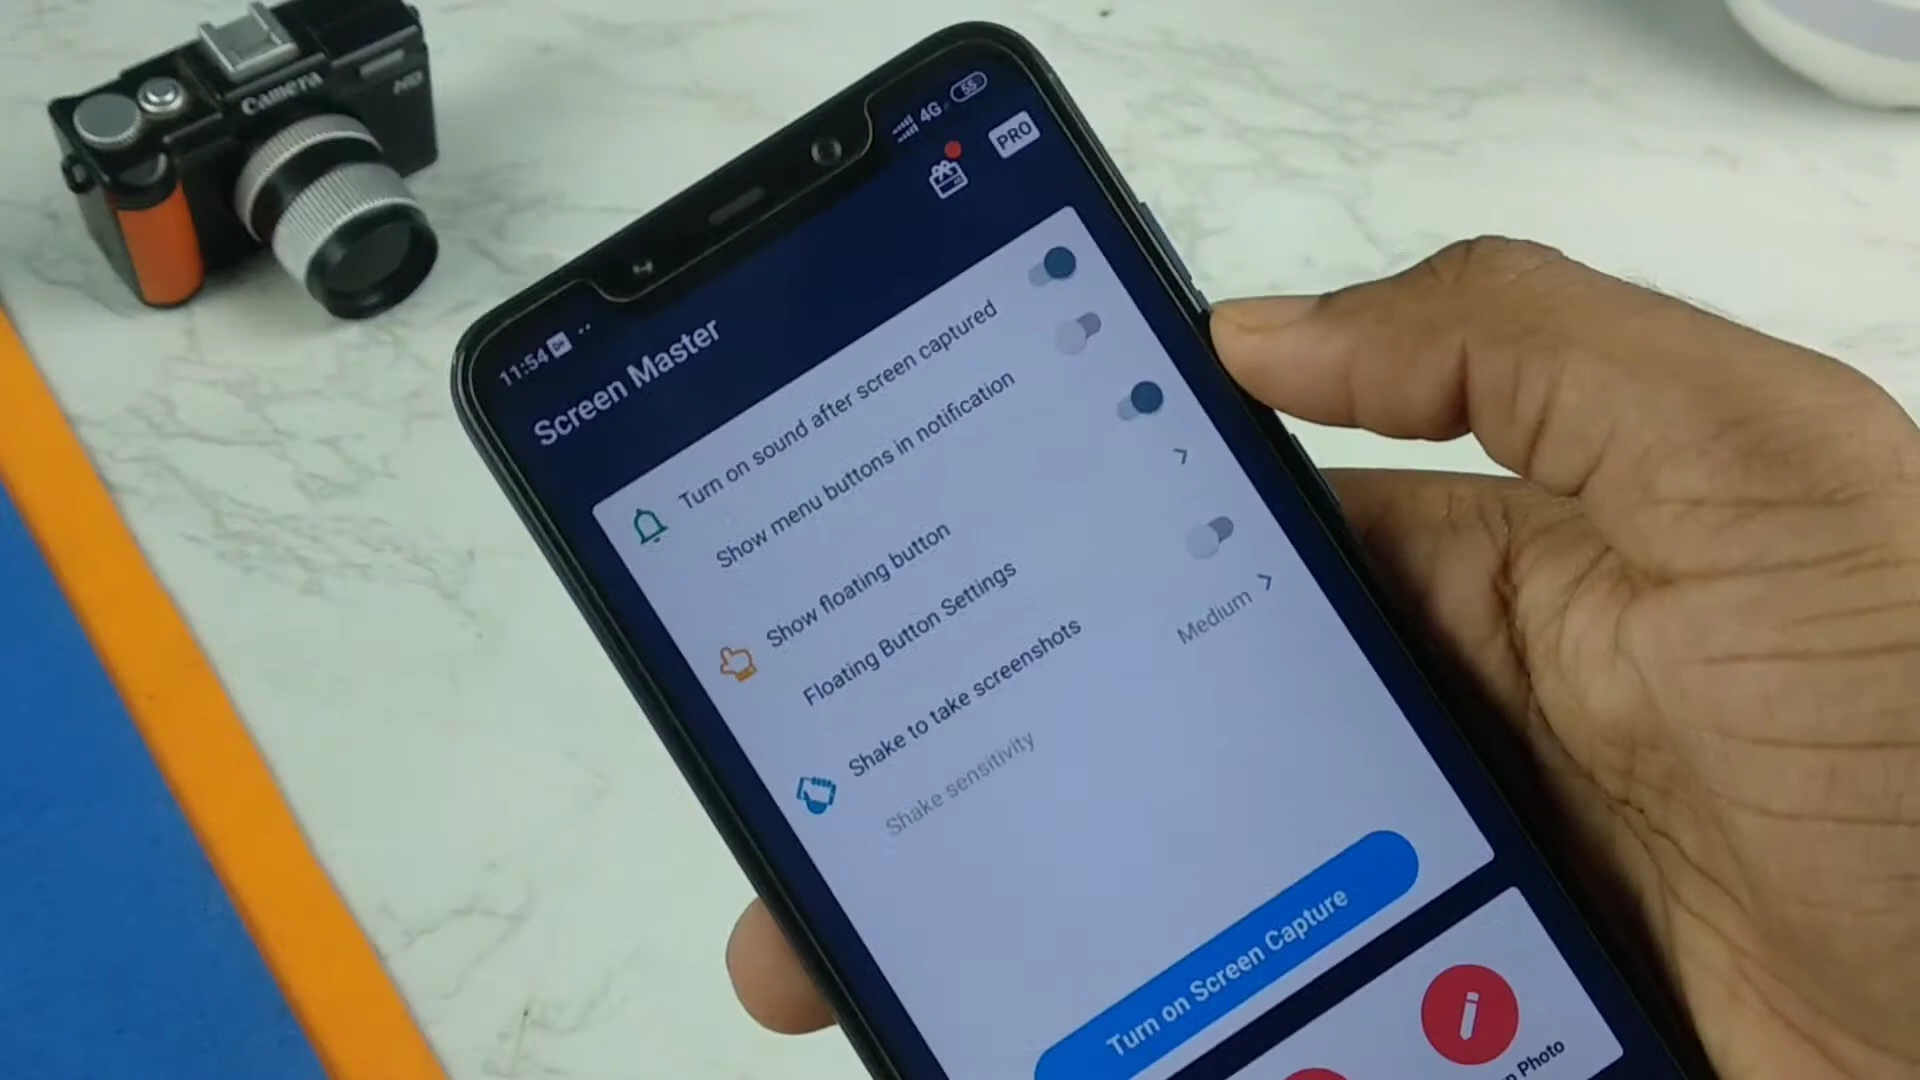 Camera
HD
11:54
4G
55
PRO
Screen Master
Turn on sound after screen captured
Show menu buttons in notification
Show floating button
Floating Button Settings
Shake to take screenshots
Shake sensitivity
Medium
Turn on Screen Capture
Photo